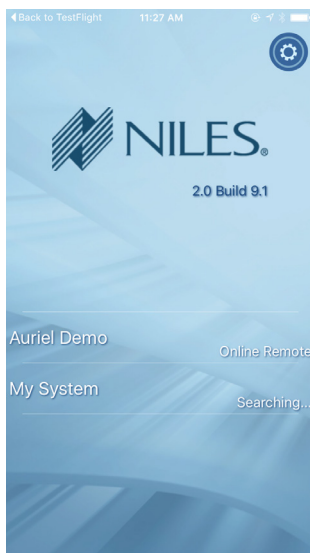 Back to TestFlight 11:27 AM
NILES®
2.0 Build 9.1
Auriel Demo
Online Remote
My System
Searching...